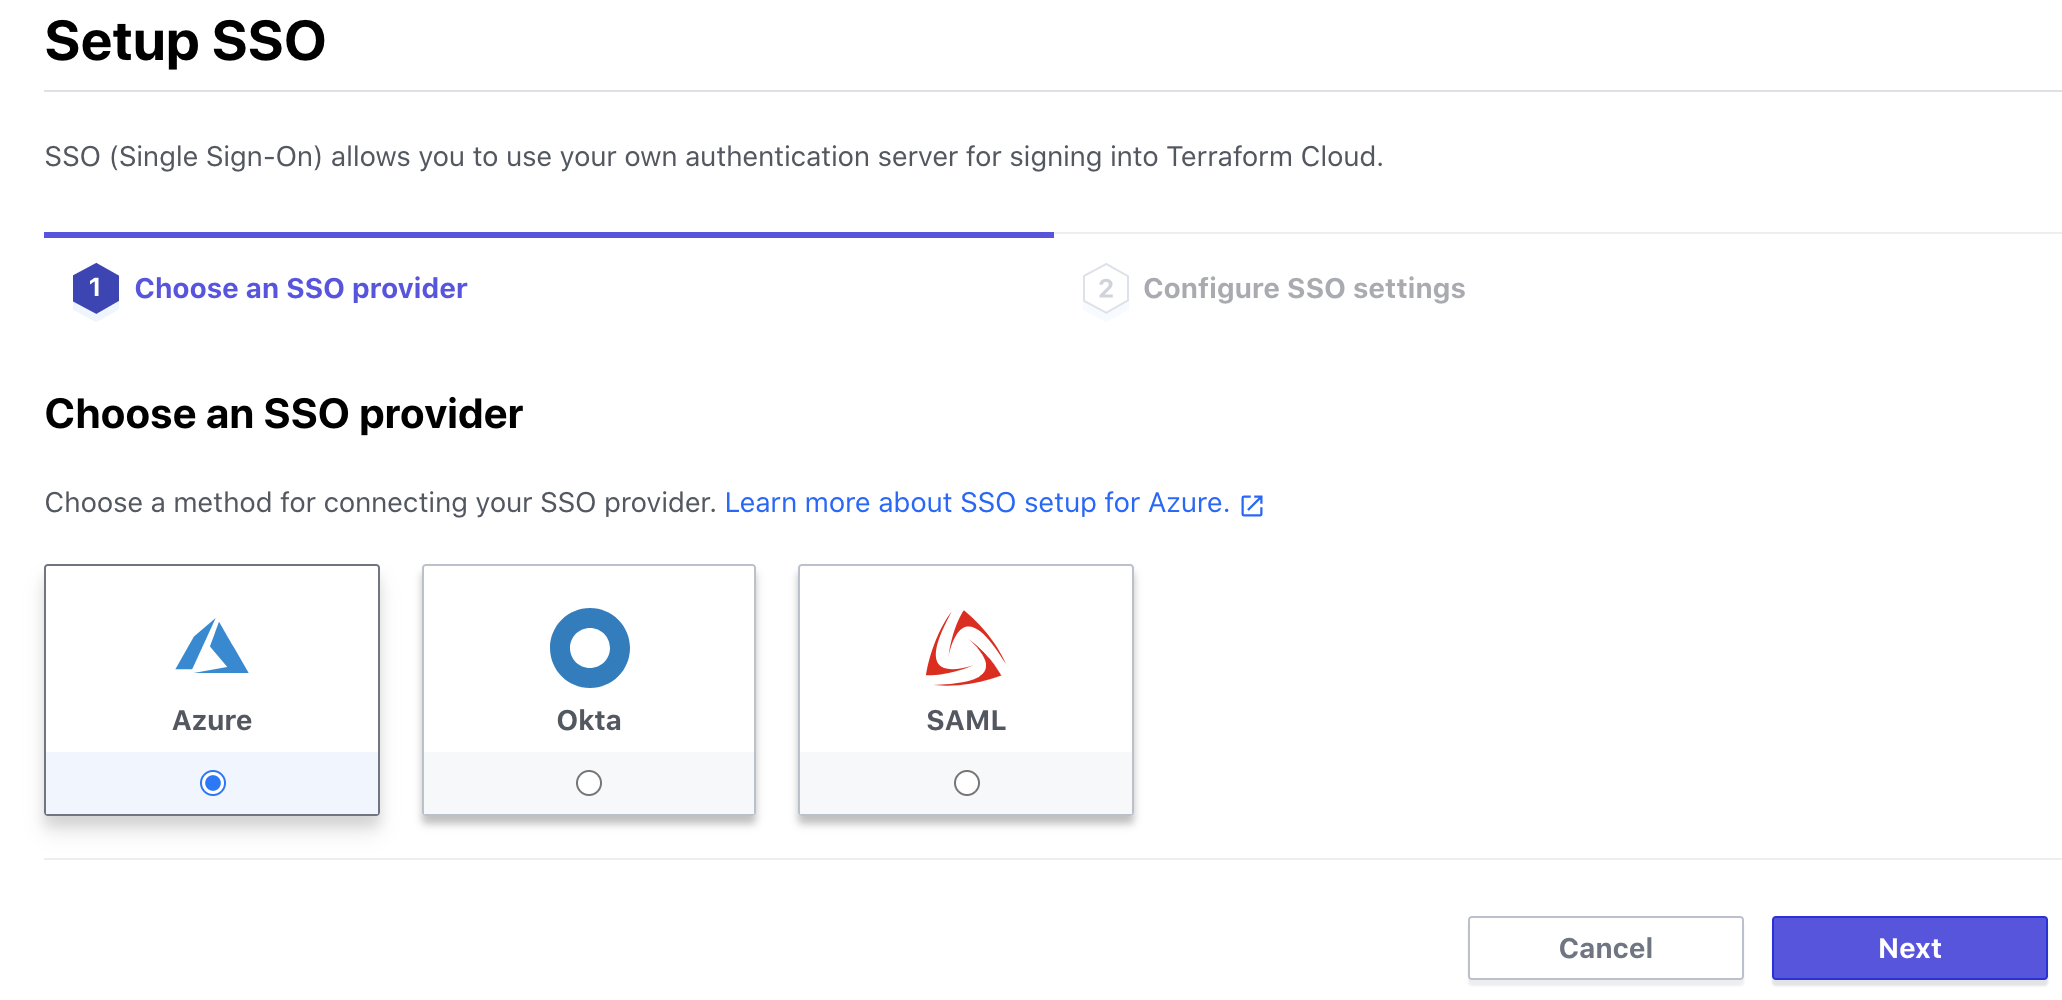 Setup SSO
SSO (Single Sign-On) allows you to use your own authentication server for signing into Terraform Cloud.
1 Choose an SSO provider
2 Configure SSO settings
Choose an SSO provider
Choose a method for connecting your SSO provider. Learn more about SSO setup for Azure.
Azure
Okta
SAML
Cancel
Next